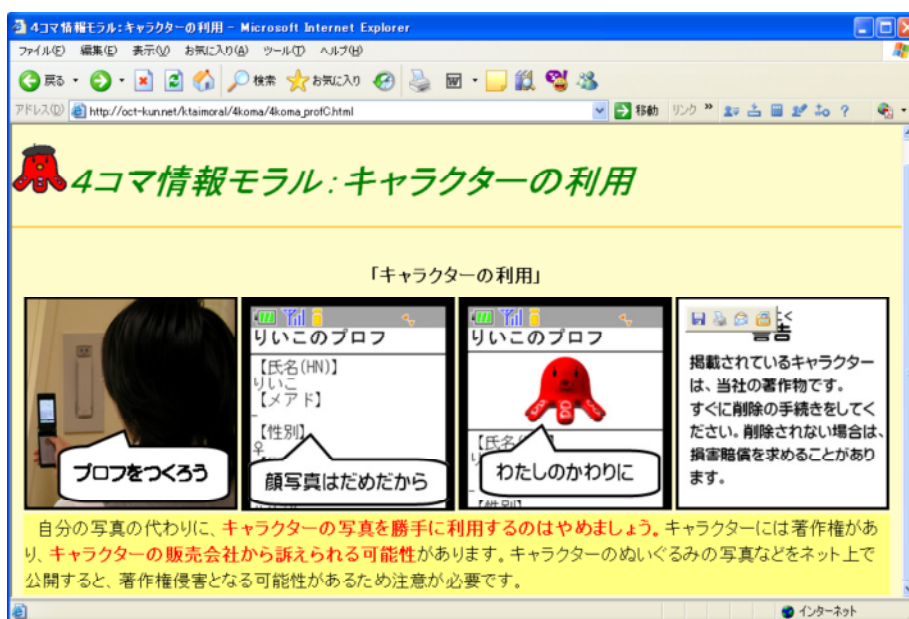 4コマ情報モラル：キャラクターの利用 - Microsoft Internet Explorer
ファイル(F) 編集(E) 表示(V) お気に入り(A) ツール(T) ヘルプ(H)
戻る 検索 お気に入り
アドレス(D) http://oct-kun.net/ktaimoral/4koma/4koma_profC.html 移動 リンク »
4コマ情報モラル：キャラクターの利用
「キャラクターの利用」
プロフをつくろう
りいこのプロフ
【氏名(HN)】
りいこ
【メアド】
【性別】
♀
顔写真はだめだから
りいこのプロフ
【氏名
わたしのかわりに
【性別】
警告
掲載されているキャラクター
は、当社の著作物です。
すぐに削除の手続きをしてく
ださい。削除されない場合は、
損害賠償を求めることがあり
ます。
自分の写真の代わりに、キャラクターの写真を勝手に利用するのはやめましょう。キャラクターには著作権があ
り、キャラクターの販売会社から訴えられる可能性があります。キャラクターのぬいぐるみの写真などをネット上で
公開すると、著作権侵害となる可能性があるため注意が必要です。
インターネット